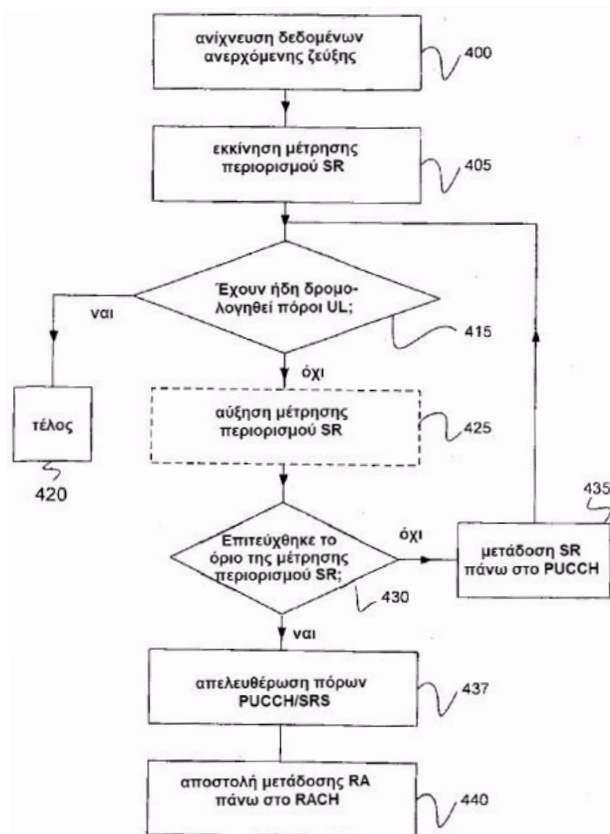 ανίχνευση δεδομένων
ανερχόμενης ζεύξης
400
εκκίνηση μέτρησης
περιορισμού SR
405
Έχουν ήδη δρομο-
λογηθεί πόροι UL;
415
ναι
όχι
τέλος
420
αύξηση μέτρησης
περιορισμού SR
425
Επιτεύχθηκε το
όριο της μέτρησης
περιορισμού SR;
430
όχι
435
μετάδοση SR
πάνω στο PUCCH
ναι
απελευθέρωση πόρων
PUCCH/SRS
437
αποστολή μετάδοσης RA
πάνω στο RACH
440